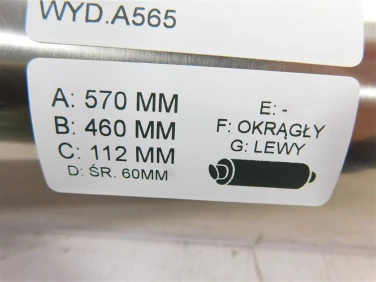 WYD.A565
A: 570 MM
B: 460 MM
C: 112 MM
D: ŚR. 60MM
E: -
F: OKRĄGŁY
G: LEWY